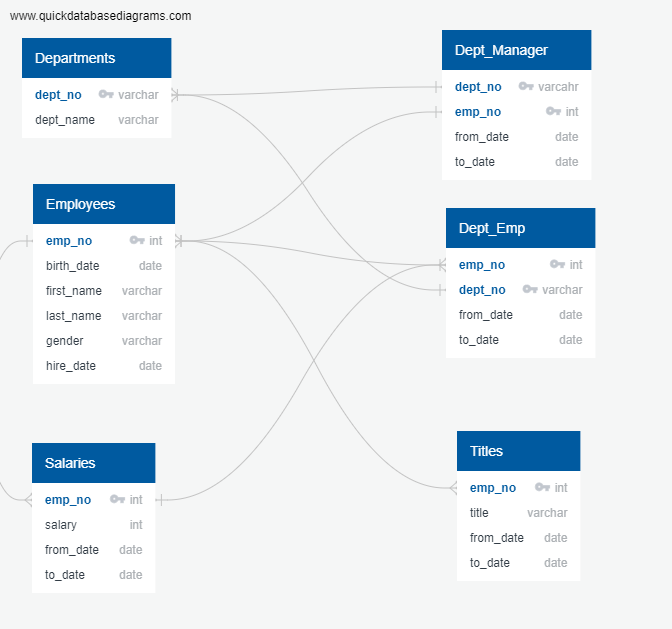 www.quickdatabasediagrams.com
Departments
dept_no varchar
dept_name varchar
Employees
emp_no int
birth_date date
first_name varchar
last_name varchar
gender varchar
hire_date date
Salaries
emp_no int
salary int
from_date date
to_date date
Dept_Manager
dept_no varcahr
emp_no int
from_date date
to_date date
Dept_Emp
emp_no int
dept_no varchar
from_date date
to_date date
Titles
emp_no int
title varchar
from_date date
to_date date